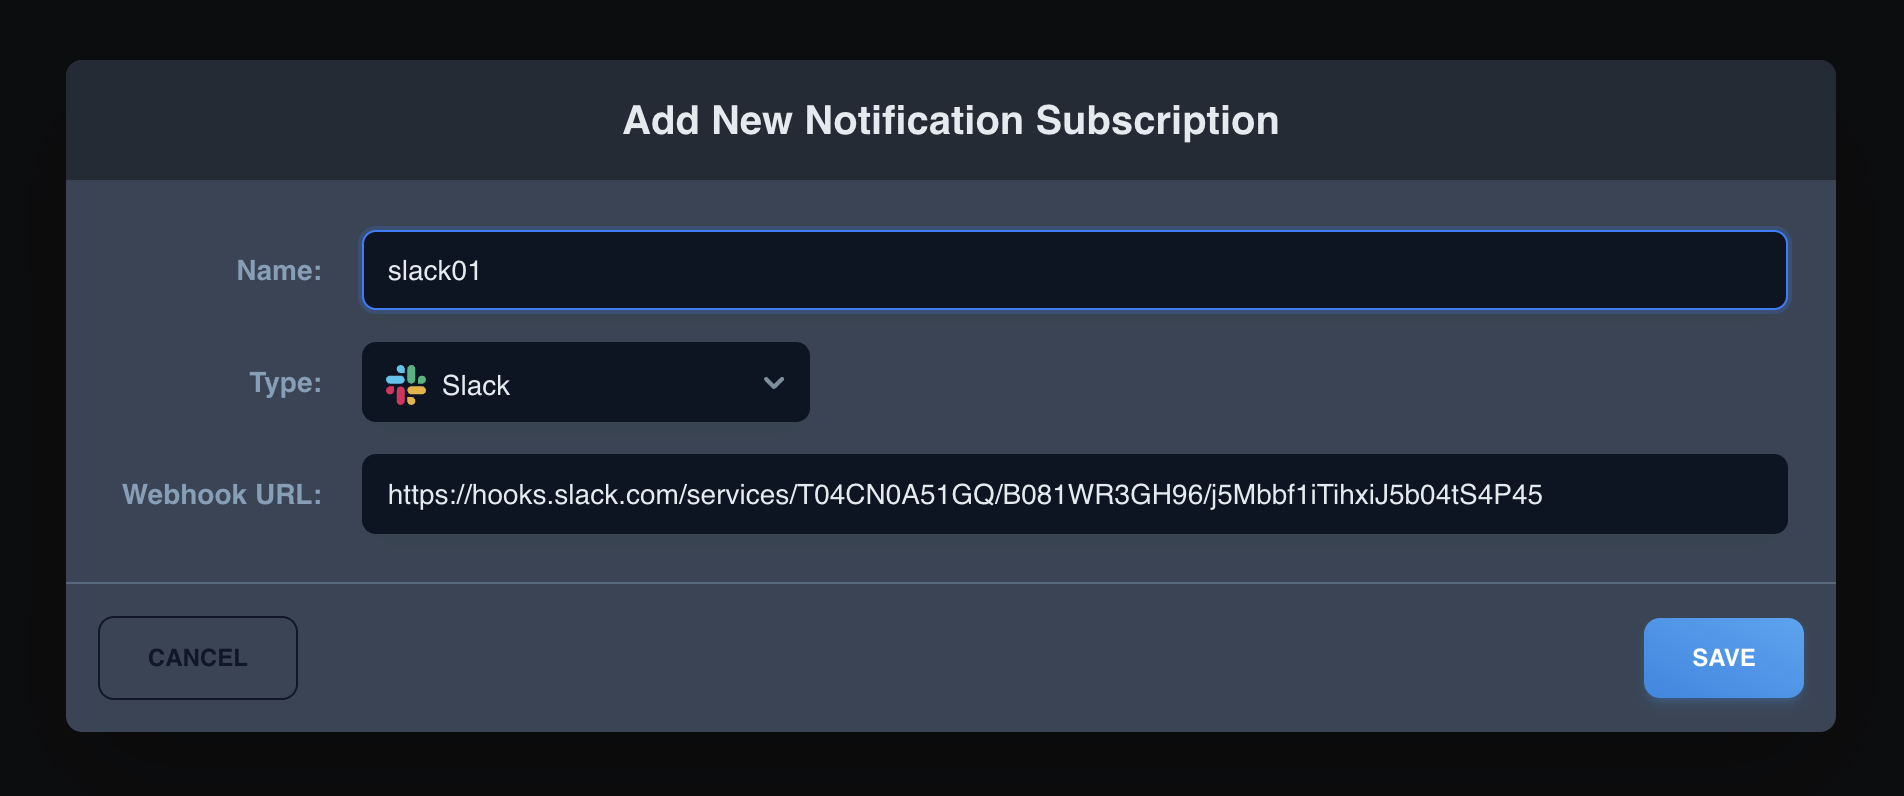 Add New Notification Subscription
Name: slack01
Type: Slack
Webhook URL: https://hooks.slack.com/services/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
CANCEL SAVE